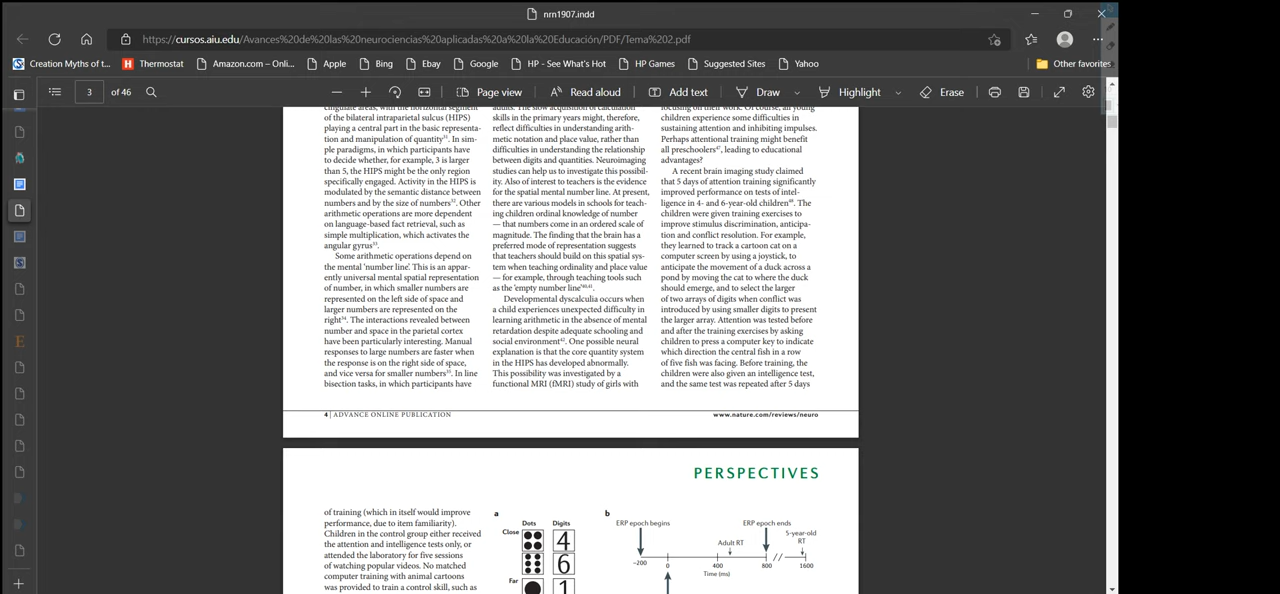 nrn1907.indd
https://cursos.aiu.edu/Avances%20de%20las%20neurociencias%20aplicadas%20a%20la%20Educación/PDF/Tema%202.pdf
Creation Myths of t...
Thermostat
Amazon.com – Onli...
Apple
Bing
Ebay
Google
HP - See What's Hot
HP Games
Suggested Sites
Yahoo
Other favorites
3 of 46
Page view
Read aloud
Add text
Draw
Highlight
Erase
cingulate areas, with the horizontal segment
of the bilateral intraparietal sulcus (HIPS)
playing a central part in the basic representa-
tion and manipulation of quantity31. In sim-
ple paradigms, in which participants have
to decide whether, for example, 3 is larger
than 5, the HIPS might be the only region
specifically engaged. Activity in the HIPS is
modulated by the semantic distance between
numbers and by the size of numbers32. Other
arithmetic operations are more dependent
on language-based fact retrieval, such as
simple multiplication, which activates the
angular gyrus33.
Some arithmetic operations depend on
the mental 'number line'. This is an appar-
ently universal mental spatial representation
of number, in which smaller numbers are
represented on the left side of space and
larger numbers are represented on the
right34. The interactions revealed between
number and space in the parietal cortex
have been particularly interesting. Manual
responses to large numbers are faster when
the response is on the right side of space,
and vice versa for smaller numbers35. In line
bisection tasks, in which participants have
adults. The slow acquisition of calculation
skills in the primary years might, therefore,
reflect difficulties in understanding arith-
metic notation and place value, rather than
difficulties in understanding the relationship
between digits and quantities. Neuroimaging
studies can help us to investigate this possibil-
ity. Also of interest to teachers is the evidence
for the spatial mental number line. At present,
there are various models in schools for teach-
ing children ordinal knowledge of number
— that numbers come in an ordered scale of
magnitude. The finding that the brain has a
preferred mode of representation suggests
that teachers should build on this spatial sys-
tem when teaching ordinality and place value
— for example, through teaching tools such
as the 'empty number line'40,41.
Developmental dyscalculia occurs when
a child experiences unexpected difficulty in
learning arithmetic in the absence of mental
retardation despite adequate schooling and
social environment42. One possible neural
explanation is that the core quantity system
in the HIPS has developed abnormally.
This possibility was investigated by a
functional MRI (fMRI) study of girls with
focusing on their work. Of course, all young
children experience some difficulties in
sustaining attention and inhibiting impulses.
Perhaps attentional training might benefit
all preschoolers47, leading to educational
advantages?
A recent brain imaging study claimed
that 5 days of attention training significantly
improved performance on tests of intel-
ligence in 4- and 6-year-old children48. The
children were given training exercises to
improve stimulus discrimination, anticipa-
tion and conflict resolution. For example,
they learned to track a cartoon cat on a
computer screen by using a joystick, to
anticipate the movement of a duck across a
pond by moving the cat to where the duck
should emerge, and to select the larger
of two arrays of digits when conflict was
introduced by using smaller digits to present
the larger array. Attention was tested before
and after the training exercises by asking
children to press a computer key to indicate
which direction the central fish in a row
of five fish was facing. Before training, the
children were also given an intelligence test,
and the same test was repeated after 5 days
4 | ADVANCE ONLINE PUBLICATION
www.nature.com/reviews/neuro
PERSPECTIVES
of training (which in itself would improve
performance, due to item familiarity).
Children in the control group either received
the attention and intelligence tests only, or
attended the laboratory for five sessions
of watching popular videos. No matched
computer training with animal cartoons
was provided to train a control skill, such as
a
Dots Digits
Close
4
6
Far
1
b
ERP epoch begins
ERP epoch ends
Adult RT
5-year-old
RT
–200 0 400 800 1600
Time (ms)